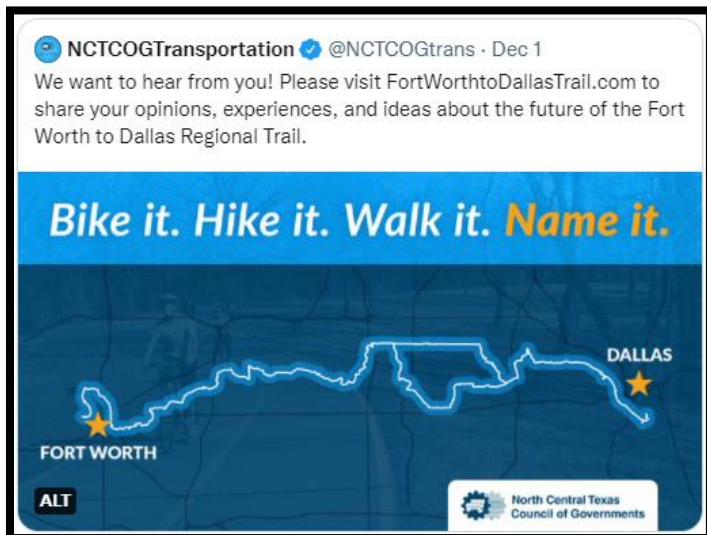 NCTCOGTransportation @NCTCOGtrans · Dec 1
We want to hear from you! Please visit FortWorthtoDallasTrail.com to
share your opinions, experiences, and ideas about the future of the Fort
Worth to Dallas Regional Trail.
Bike it. Hike it. Walk it. Name it.
DALLAS
FORT WORTH
ALT
North Central Texas
Council of Governments